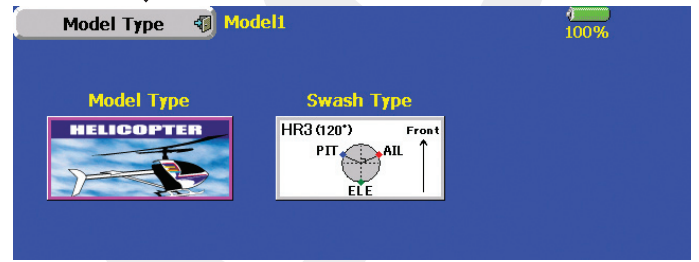 Model Type Model1
100%
Model Type Swash Type
HELICOPTER
HR3 (120°) Front
PIT AIL
ELE